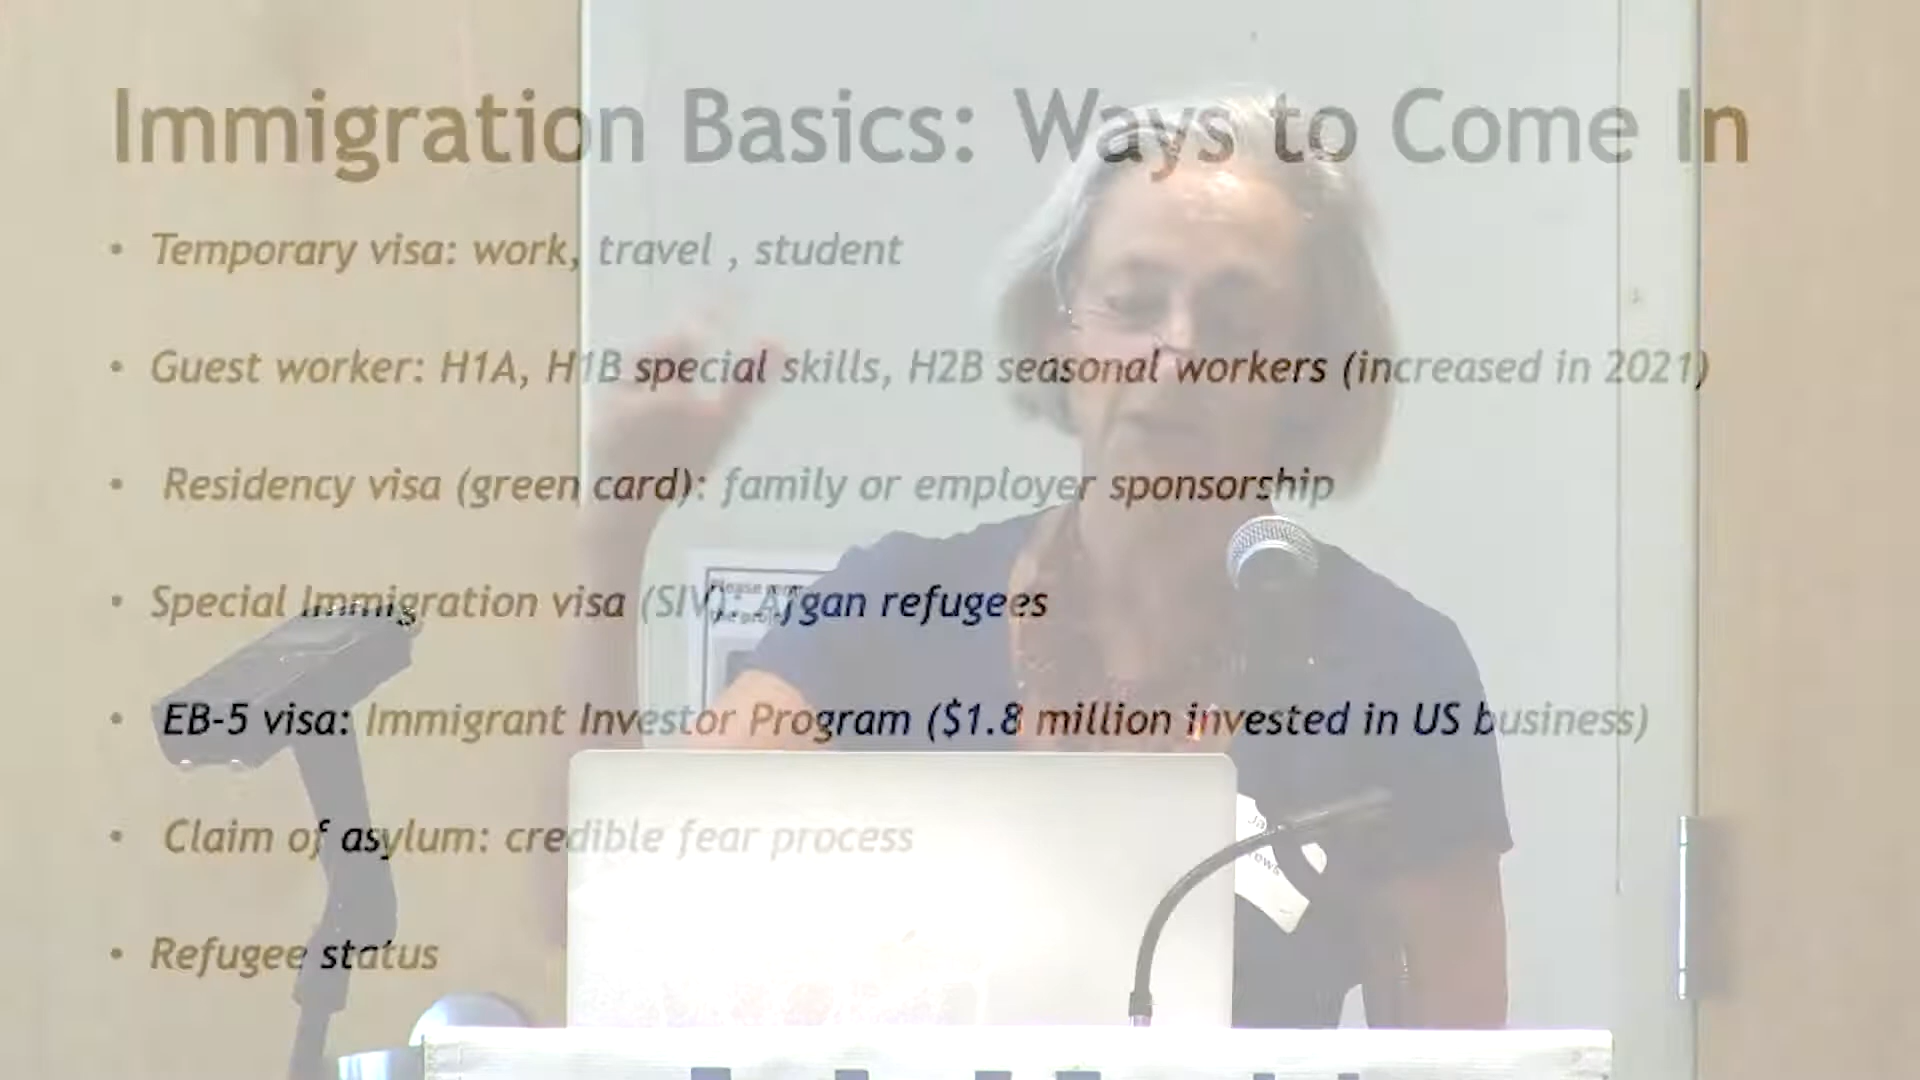 Immigration Basics: Ways to Come In
• Temporary visa: work, travel , student
• Guest worker: H1A, H1B special skills, H2B seasonal workers (increased in 2021)
• Residency visa (green card): family or employer sponsorship
• Special Immigration visa (SIV): Afgan refugees
Please
• EB-5 visa: Immigrant Investor Program ($1.8 million invested in US business)
• Claim of asylum: credible fear process
• Refugee status